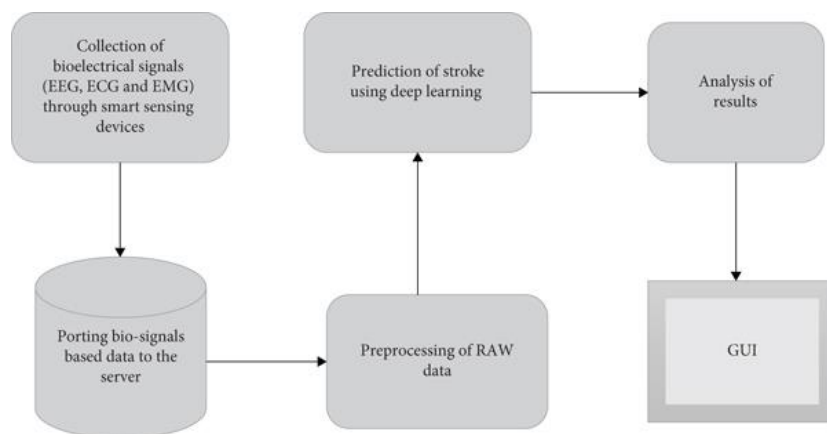 Collection of
bioelectrical signals
(EEG, ECG and EMG)
through smart sensing
devices
Porting bio-signals
based data to the
server
Preprocessing of RAW
data
Prediction of stroke
using deep learning
Analysis of
results
GUI